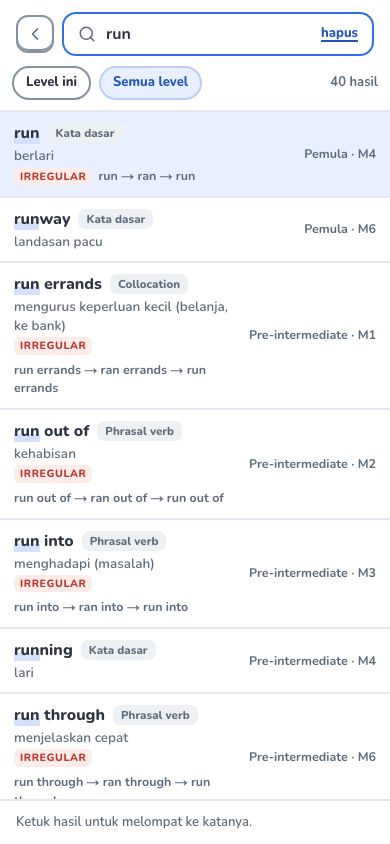 run
hapus
Level ini
Semua level
40 hasil
run Kata dasar
berlari
IRREGULAR run → ran → run
Pemula · M4
runway Kata dasar
landasan pacu
Pemula · M6
run errands Collocation
mengurus keperluan kecil (belanja,
ke bank)
IRREGULAR
run errands → ran errands → run
errands
Pre-intermediate · M1
run out of Phrasal verb
kehabisan
IRREGULAR
run out of → ran out of → run out of
Pre-intermediate · M2
run into Phrasal verb
menghadapi (masalah)
IRREGULAR
run into → ran into → run into
Pre-intermediate · M3
running Kata dasar
lari
Pre-intermediate · M4
run through Phrasal verb
menjelaskan cepat
IRREGULAR
run through → ran through → run
Pre-intermediate · M6
Ketuk hasil untuk melompat ke katanya.